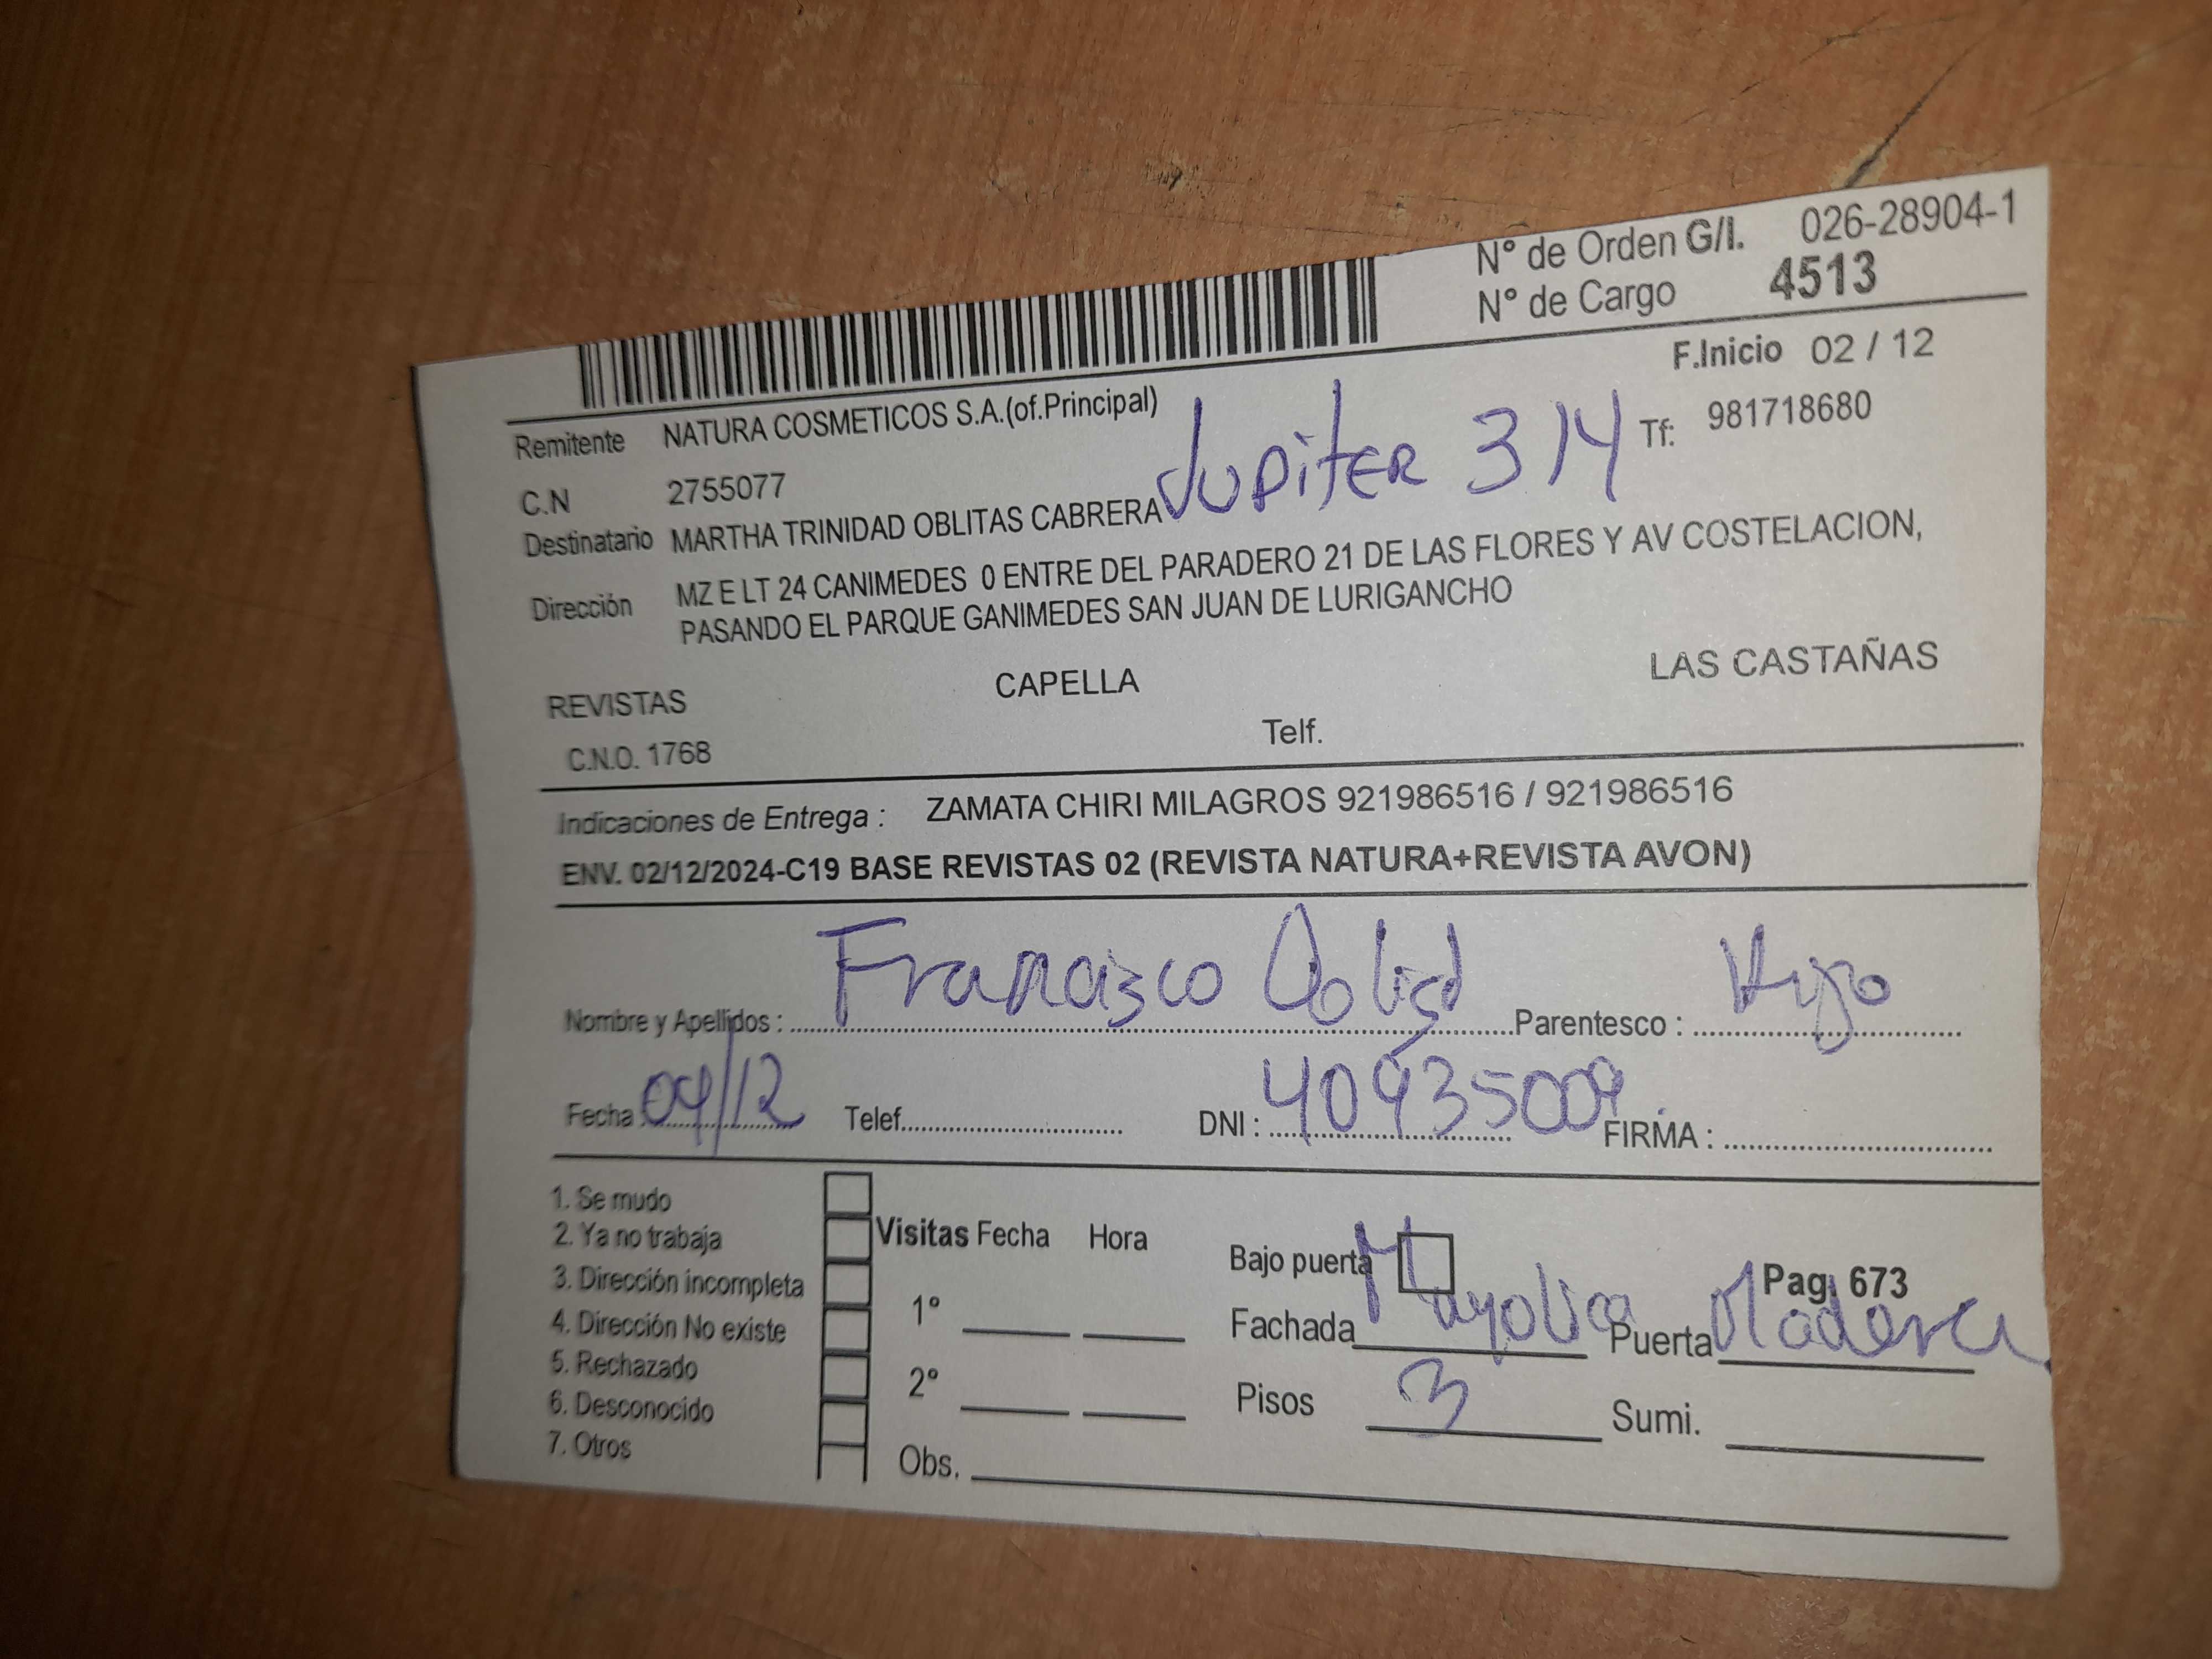 N° de Orden G/I. 026-28904-1
N° de Cargo 4513
F.Inicio 02 / 12
Remitente NATURA COSMETICOS S.A.(of.Principal)
Jupiter 314 Tf: 981718680
C.N 2755077
Destinatario MARTHA TRINIDAD OBLITAS CABRERA
Dirección MZ E LT 24 CANIMEDES 0 ENTRE DEL PARADERO 21 DE LAS FLORES Y AV COSTELACION,
PASANDO EL PARQUE GANIMEDES SAN JUAN DE LURIGANCHO
REVISTAS CAPELLA LAS CASTAÑAS
C.N.O. 1768 Telf.
Indicaciones de Entrega : ZAMATA CHIRI MILAGROS 921986516 / 921986516
ENV. 02/12/2024-C19 BASE REVISTAS 02 (REVISTA NATURA+REVISTA AVON)
Nombre y Apellidos : Francisco Parentesco : Hijo
Fecha : 04/12 Telef. DNI : 40935009 FIRMA :
1. Se mudo
2. Ya no trabaja Visitas Fecha Hora Bajo puerta Pag. 673
3. Dirección incompleta
4. Dirección No existe 1° Fachada Mayolica Puerta Madera
5. Rechazado
6. Desconocido 2° Pisos 3 Sumi.
7. Otros Obs.